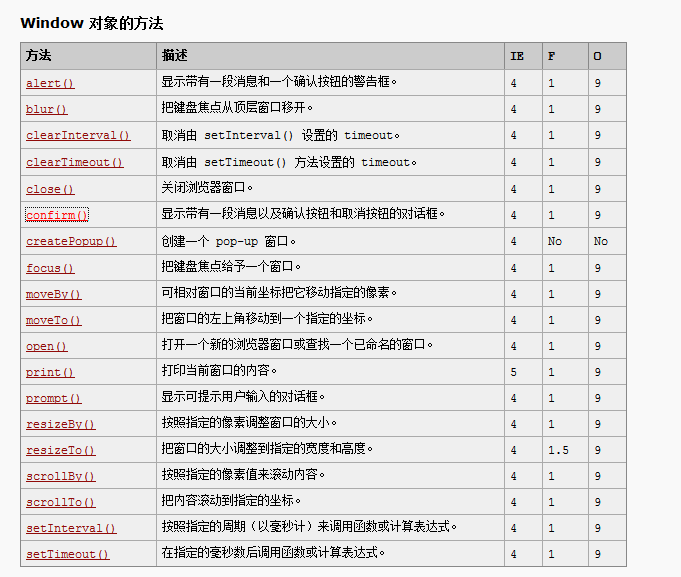 Window 对象的方法
方法 描述 IE F O
alert() 显示带有一段消息和一个确认按钮的警告框。 4 1 9
blur() 把键盘焦点从顶层窗口移开。 4 1 9
clearInterval() 取消由 setInterval() 设置的 timeout。 4 1 9
clearTimeout() 取消由 setTimeout() 方法设置的 timeout。 4 1 9
close() 关闭浏览器窗口。 4 1 9
confirm() 显示带有一段消息以及确认按钮和取消按钮的对话框。 4 1 9
createPopup() 创建一个 pop-up 窗口。 4 No No
focus() 把键盘焦点给予一个窗口。 4 1 9
moveBy() 可相对窗口的当前坐标把它移动指定的像素。 4 1 9
moveTo() 把窗口的左上角移动到一个指定的坐标。 4 1 9
open() 打开一个新的浏览器窗口或查找一个已命名的窗口。 4 1 9
print() 打印当前窗口的内容。 5 1 9
prompt() 显示可提示用户输入的对话框。 4 1 9
resizeBy() 按照指定的像素调整窗口的大小。 4 1 9
resizeTo() 把窗口的大小调整到指定的宽度和高度。 4 1.5 9
scrollBy() 按照指定的像素值来滚动内容。 4 1 9
scrollTo() 把内容滚动到指定的坐标。 4 1 9
setInterval() 按照指定的周期（以毫秒计）来调用函数或计算表达式。 4 1 9
setTimeout() 在指定的毫秒数后调用函数或计算表达式。 4 1 9